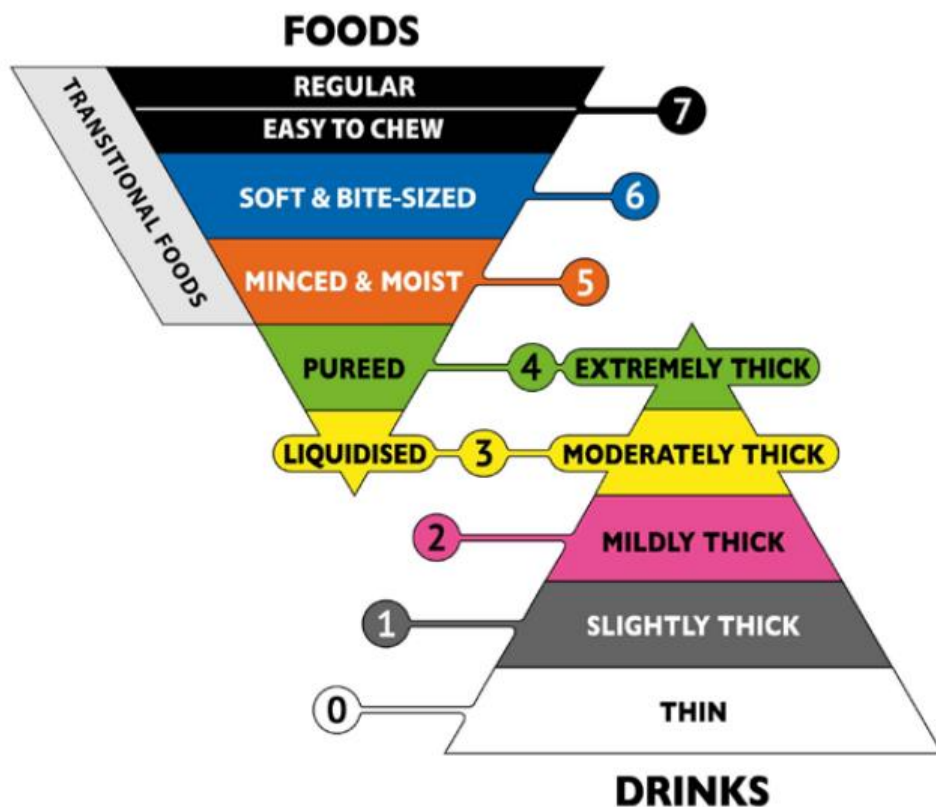 FOODS
TRANSITIONAL FOODS
REGULAR
7
EASY TO CHEW
SOFT & BITE-SIZED
6
MINCED & MOIST
5
PUREED
4
EXTREMELY THICK
LIQUIDISED
3
MODERATELY THICK
2
MILDLY THICK
1
SLIGHTLY THICK
0
THIN
DRINKS